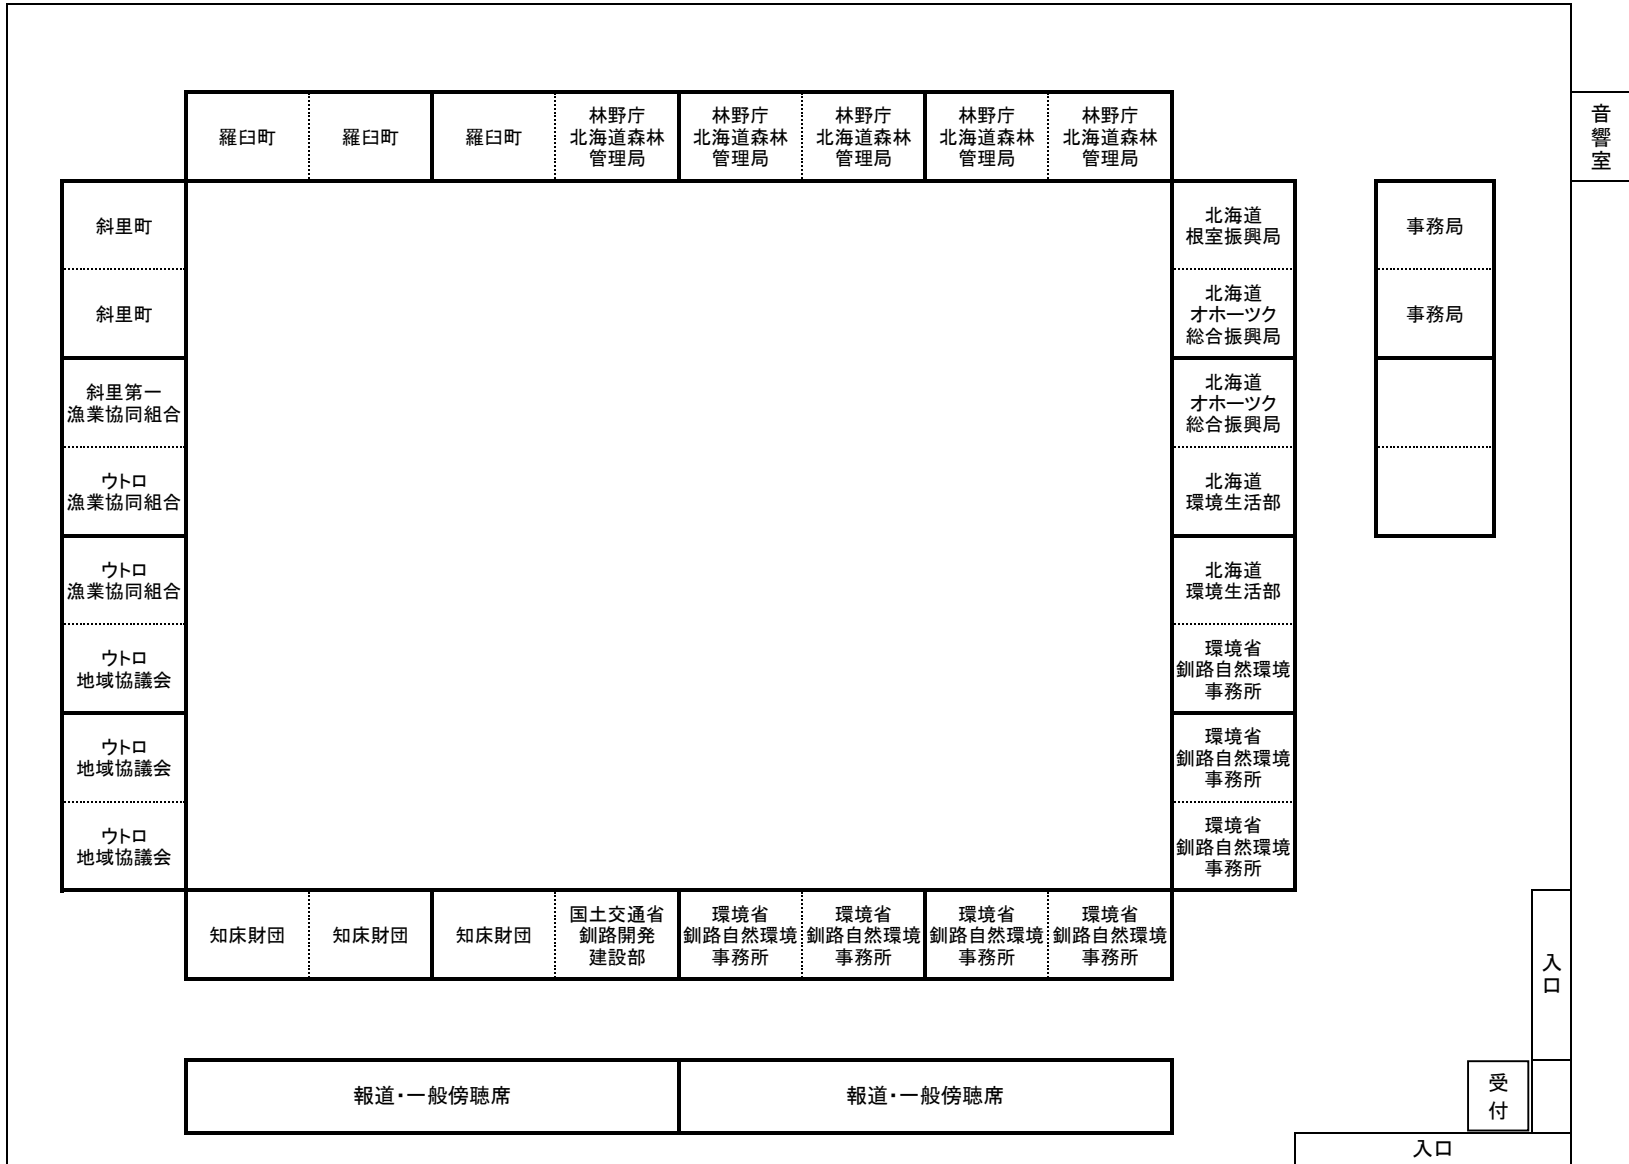 羅臼町
羅臼町
羅臼町
林野庁
北海道森林
管理局
林野庁
北海道森林
管理局
林野庁
北海道森林
管理局
林野庁
北海道森林
管理局
林野庁
北海道森林
管理局
音響室
斜里町
斜里町
斜里第一
漁業協同組合
ウトロ
漁業協同組合
ウトロ
漁業協同組合
ウトロ
地域協議会
ウトロ
地域協議会
ウトロ
地域協議会
北海道
根室振興局
北海道
オホーツク
総合振興局
北海道
オホーツク
総合振興局
北海道
環境生活部
北海道
環境生活部
環境省
釧路自然環境
事務所
環境省
釧路自然環境
事務所
環境省
釧路自然環境
事務所
事務局
事務局
知床財団
知床財団
知床財団
国土交通省
釧路開発
建設部
環境省
釧路自然環境
事務所
環境省
釧路自然環境
事務所
環境省
釧路自然環境
事務所
環境省
釧路自然環境
事務所
入口
報道・一般傍聴席
報道・一般傍聴席
受付
入口